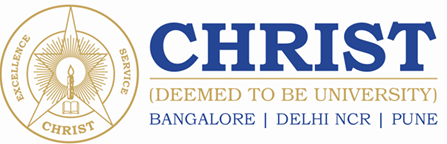 EXCELLENCE
SERVICE
CHRIST
CHRIST
(DEEMED TO BE UNIVERSITY)
BANGALORE | DELHI NCR | PUNE